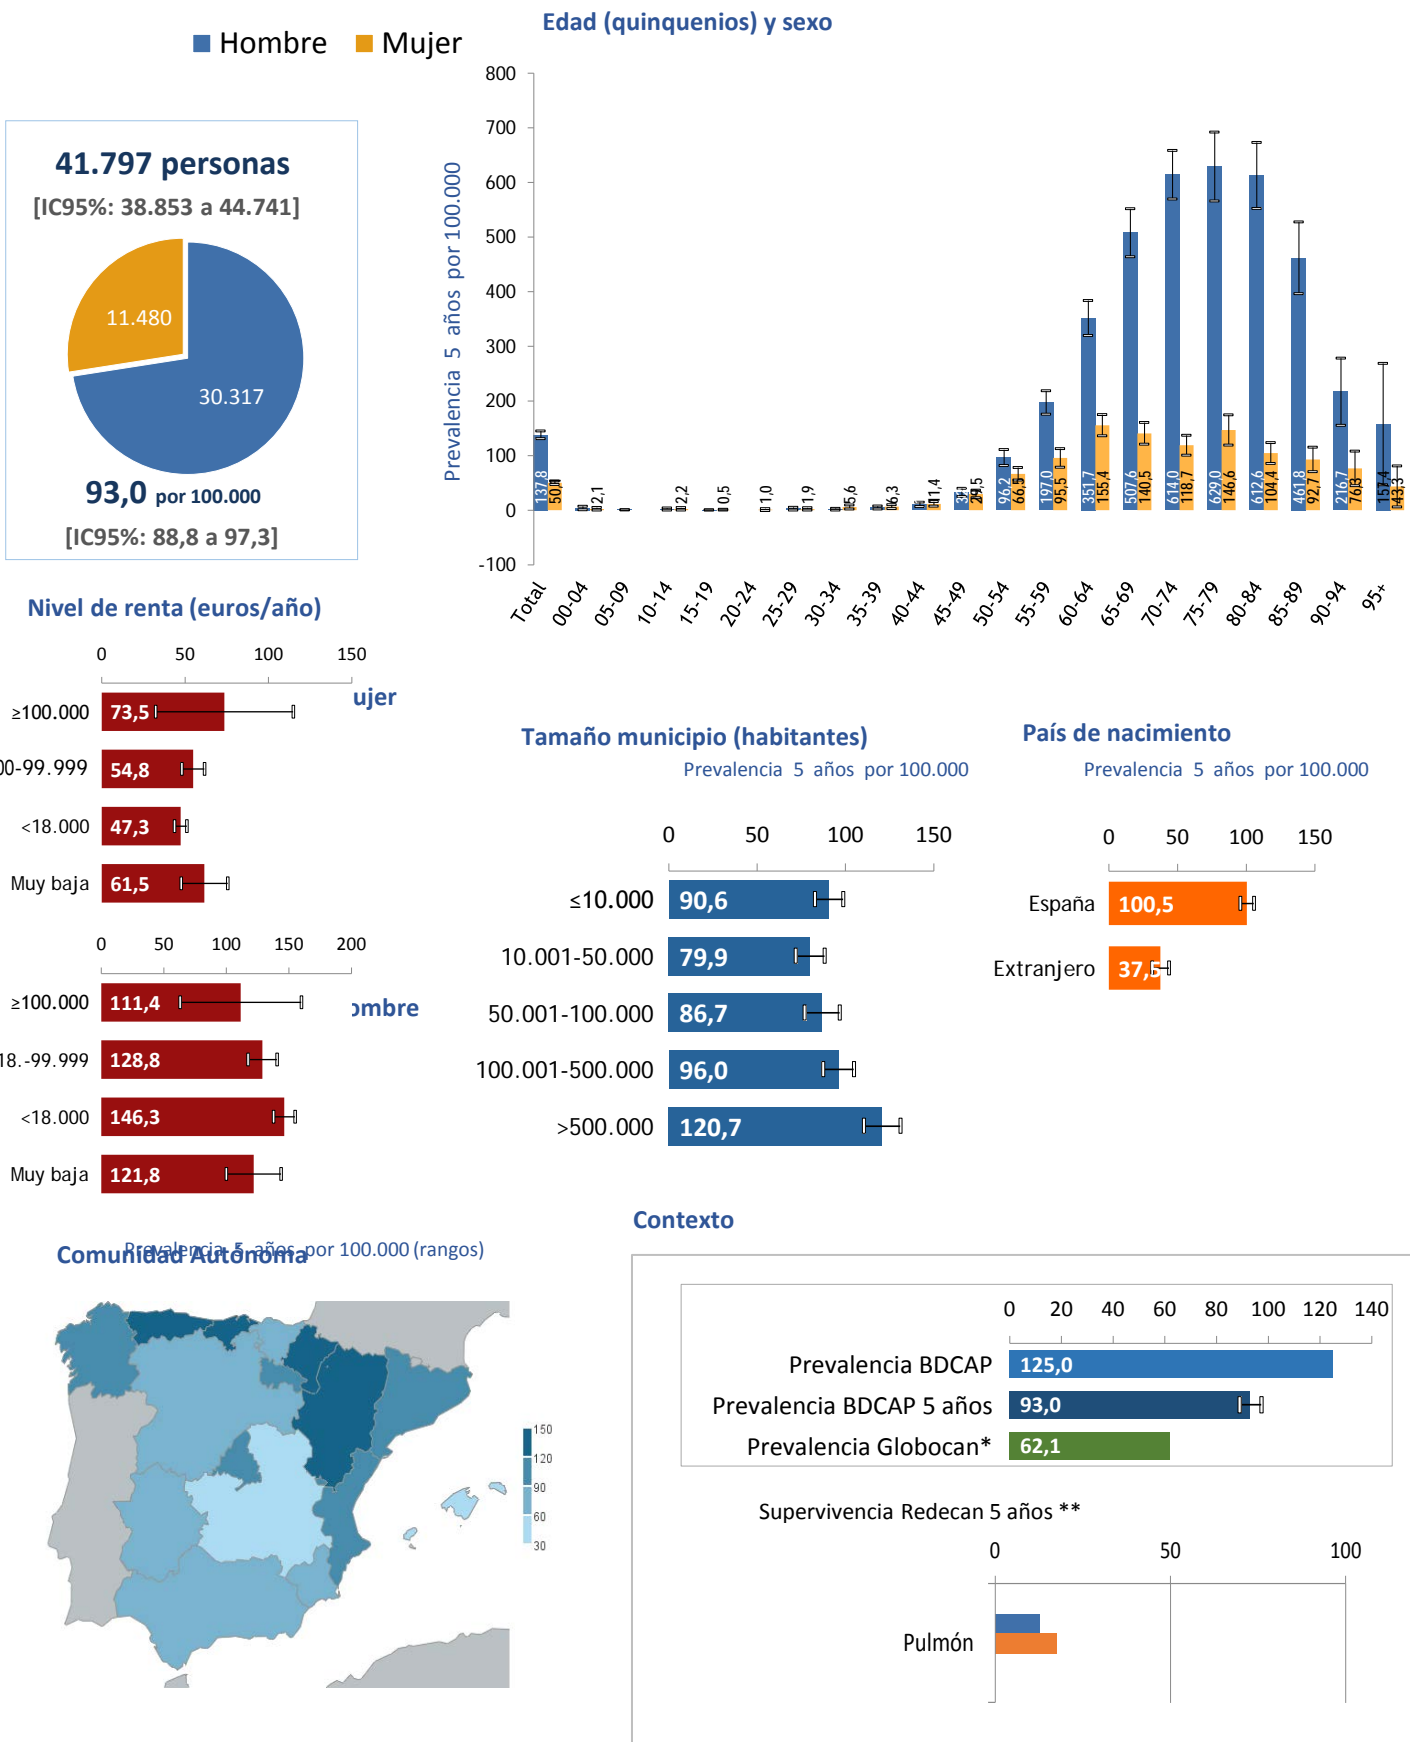 Edad (quinquenios) y sexo
Hombre Mujer
41.797 personas
[IC95%: 38.853 a 44.741]
11.480
30.317
93,0 por 100.000
[IC95%: 88,8 a 97,3]
Prevalencia 5 años por 100.000
800
700
600
500
400
300
200
100
0
-100
137,8
2,1
2,2
0,5
1,0
1,9
5,6
6,3
11,4
96,2 66,5
197,0 95,5
351,7 155,4
507,6 140,5
614,0 118,7
629,0 146,6
612,6 104,4
461,8 92,7
216,7 76,3
157,4 43,3
Total 00-04 05-09 10-14 15-19 20-24 25-29 30-34 35-39 40-44 45-49 50-54 55-59 60-64 65-69 70-74 75-79 80-84 85-89 90-94 95+
Nivel de renta (euros/año)
0 50 100 150
ujer
≥100.000 73,5
00-99.999 54,8
<18.000 47,3
Muy baja 61,5
0 50 100 150 200
≥100.000 111,4
ombre
18.-99.999 128,8
<18.000 146,3
Muy baja 121,8
Tamaño municipio (habitantes)
Prevalencia 5 años por 100.000
0 50 100 150
≤10.000 90,6
10.001-50.000 79,9
50.001-100.000 86,7
100.001-500.000 96,0
>500.000 120,7
País de nacimiento
Prevalencia 5 años por 100.000
0 50 100 150
España 100,5
Extranjero 37,5
Comunidad Autónoma
Prevalencia 5 años por 100.000 (rangos)
150
120
90
60
30
Contexto
0 20 40 60 80 100 120 140
Prevalencia BDCAP 125,0
Prevalencia BDCAP 5 años 93,0
Prevalencia Globocan* 62,1
Supervivencia Redecan 5 años **
0 50 100
Pulmón